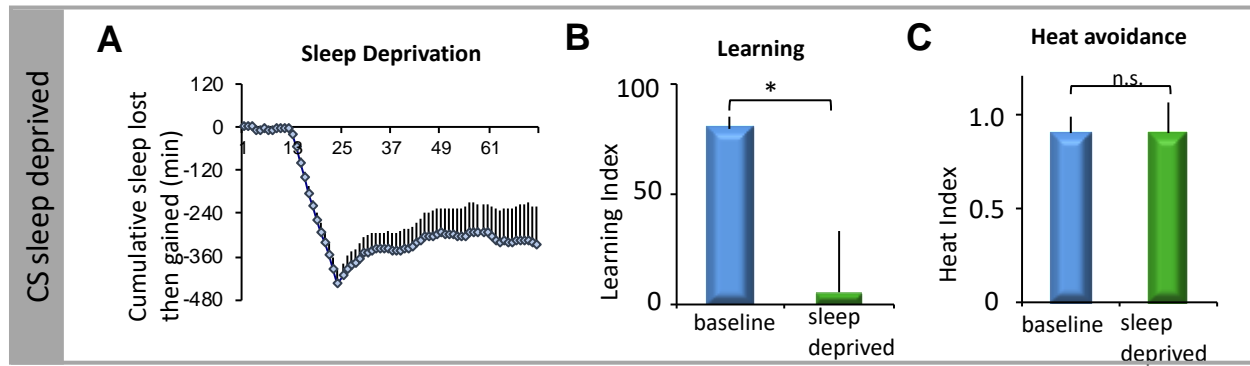 CS sleep deprived
A
Sleep Deprivation
Cumulative sleep lost
then gained (min)
120
0
-120
-240
-360
-480
1
13
25
37
49
61
B
Learning
Learning Index
100
50
0
*
baseline
sleep
deprived
C
Heat avoidance
Heat Index
1.0
0.5
0
n.s.
baseline
sleep
deprived